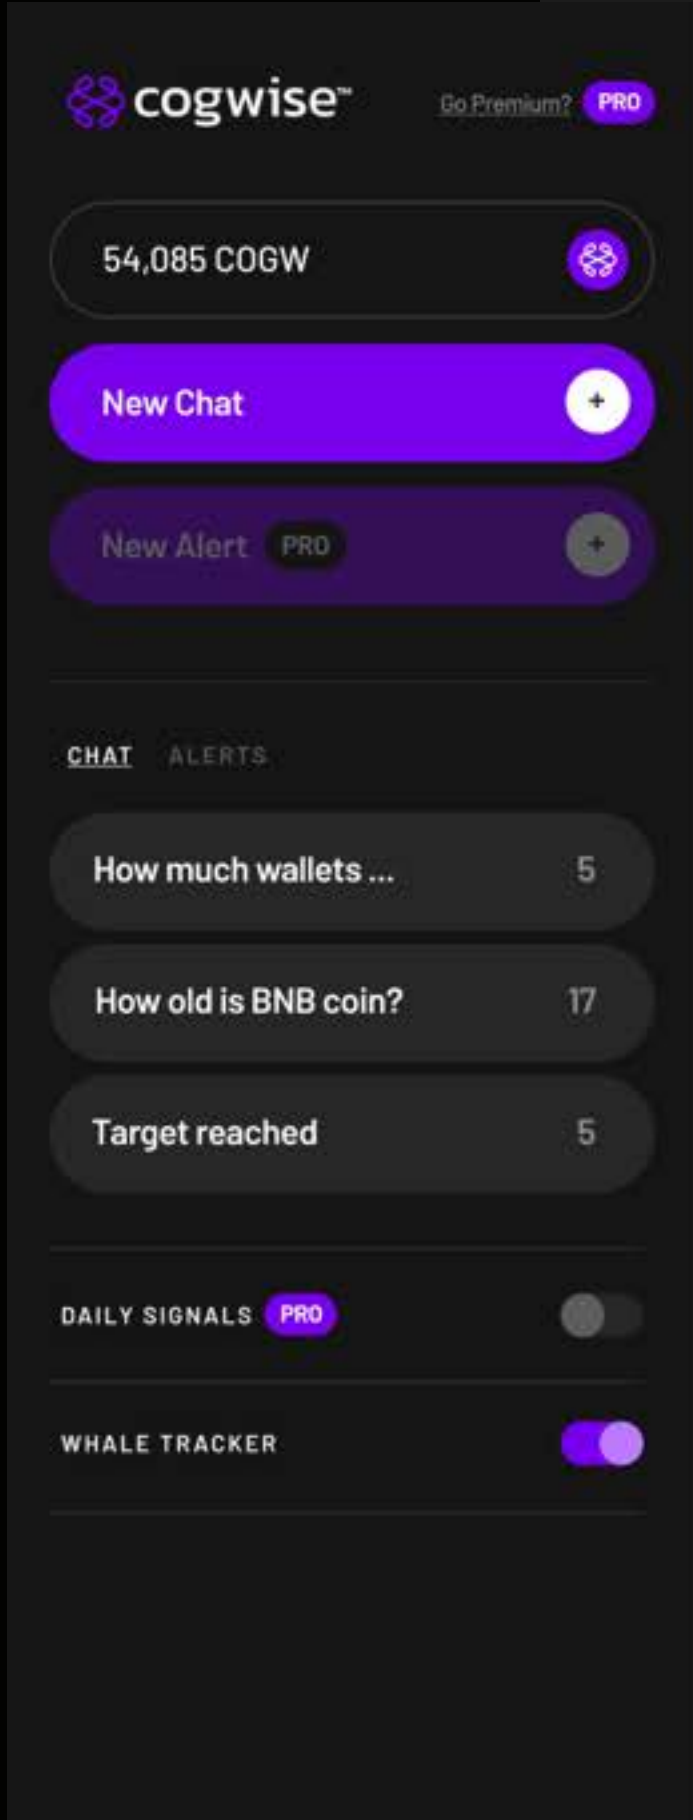 cogwise™ Go Premium? PRO
54,085 COGW
New Chat +
New Alert PRO +
CHAT ALERTS
How much wallets ... 5
How old is BNB coin? 17
Target reached 5
DAILY SIGNALS PRO
WHALE TRACKER